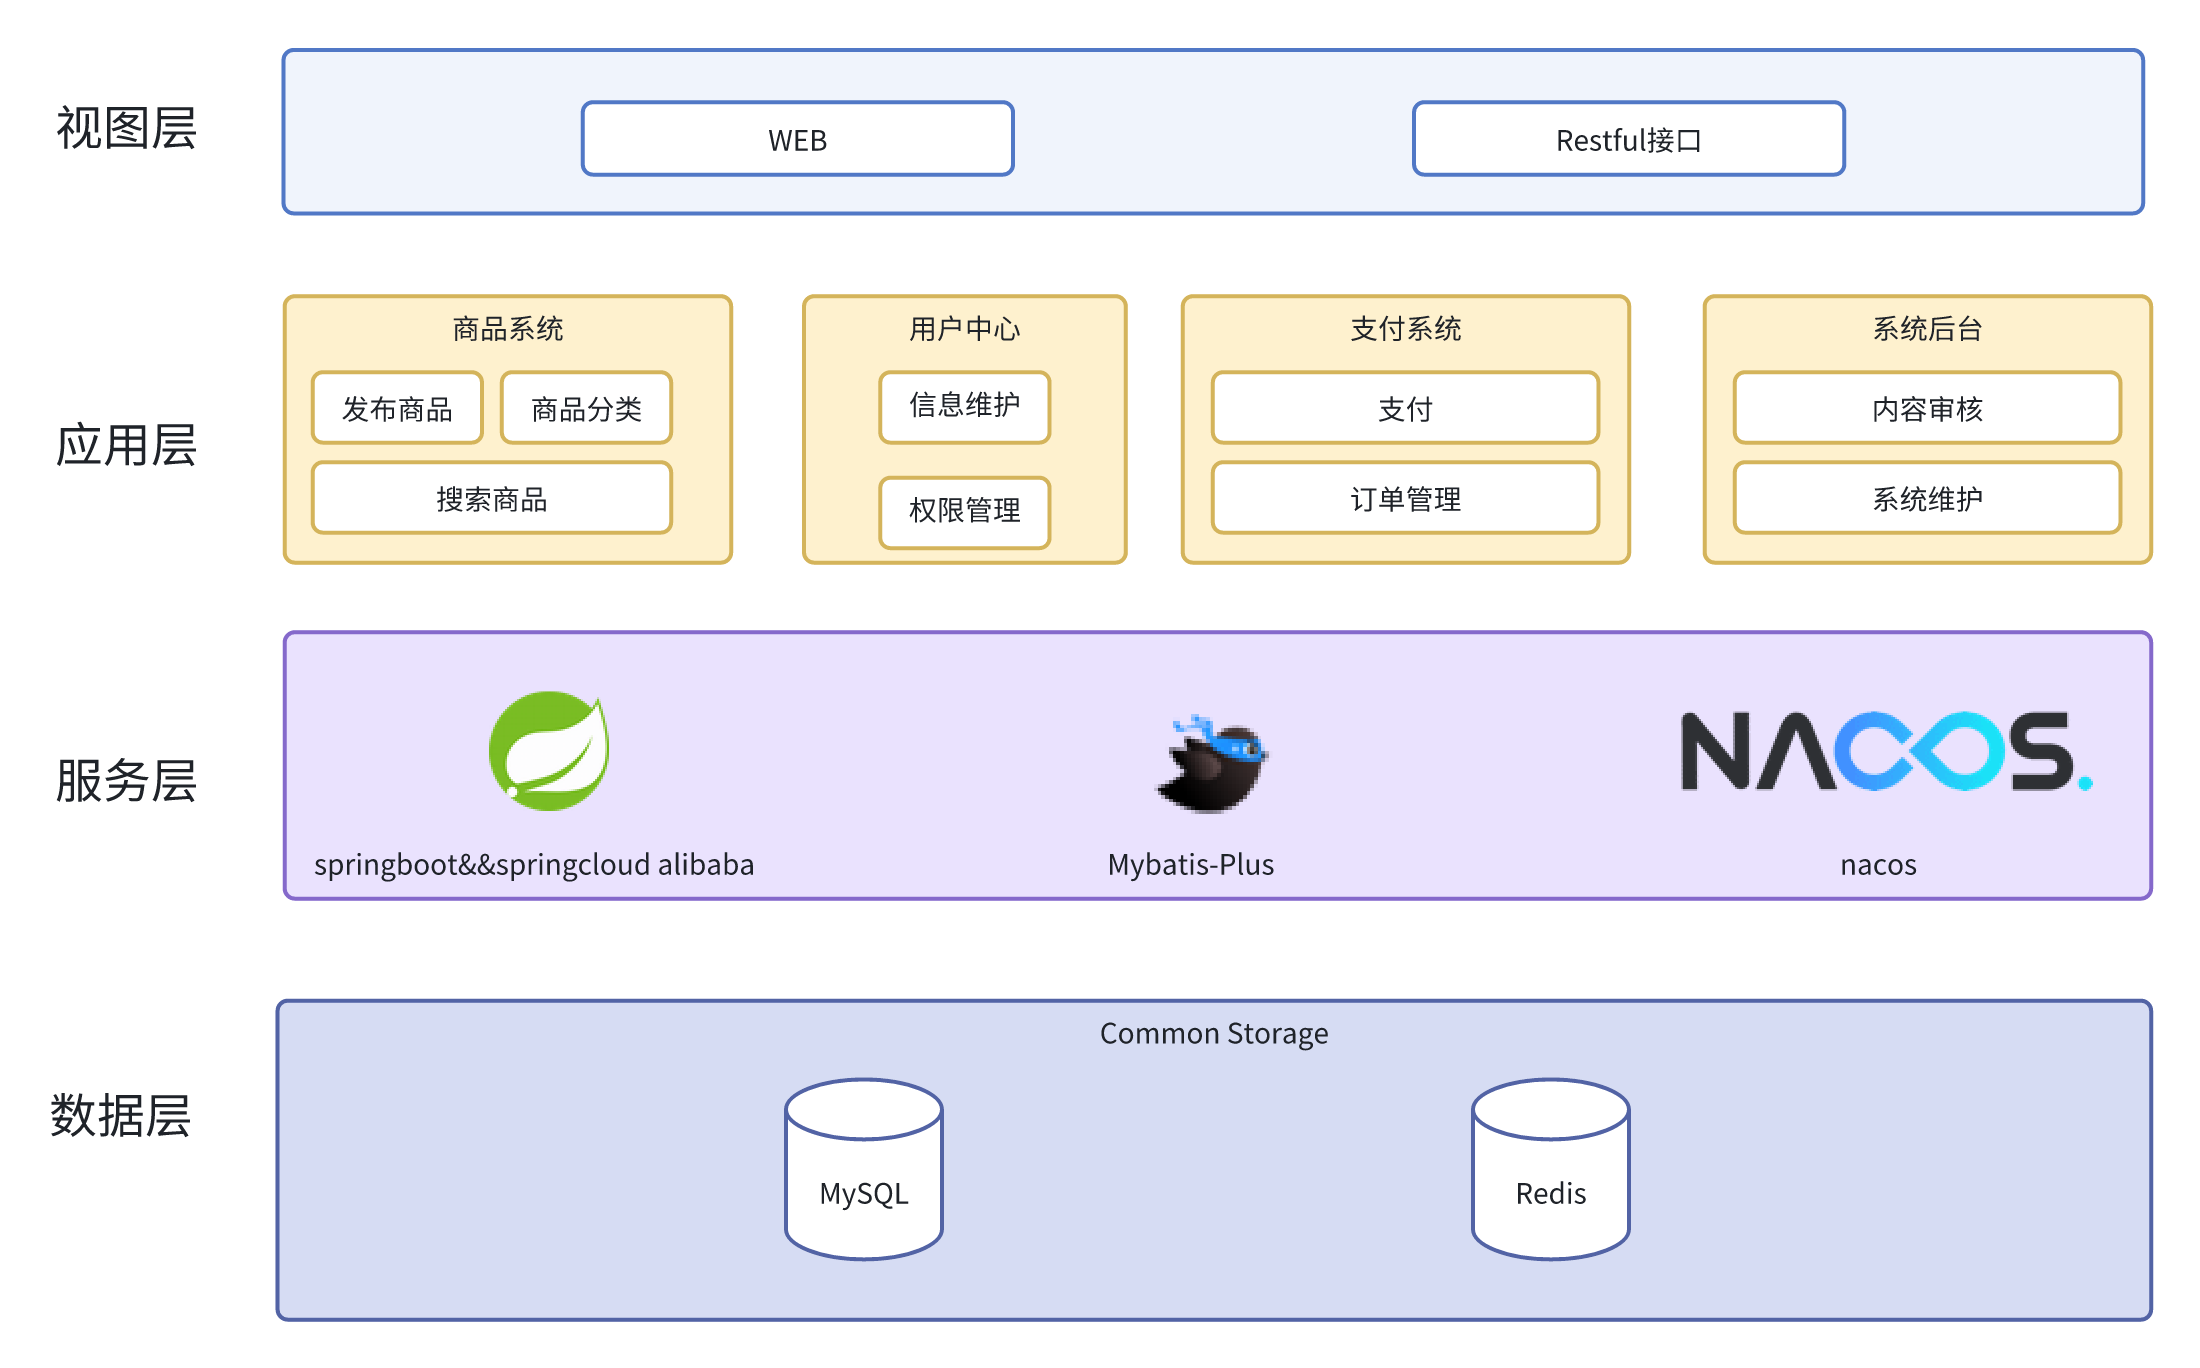 视图层
WEB
Restful接口
应用层
商品系统
发布商品
商品分类
搜索商品
用户中心
信息维护
权限管理
支付系统
支付
订单管理
系统后台
内容审核
系统维护
服务层
NACOS.
springboot&&springcloud alibaba
Mybatis-Plus
nacos
数据层
Common Storage
MySQL
Redis